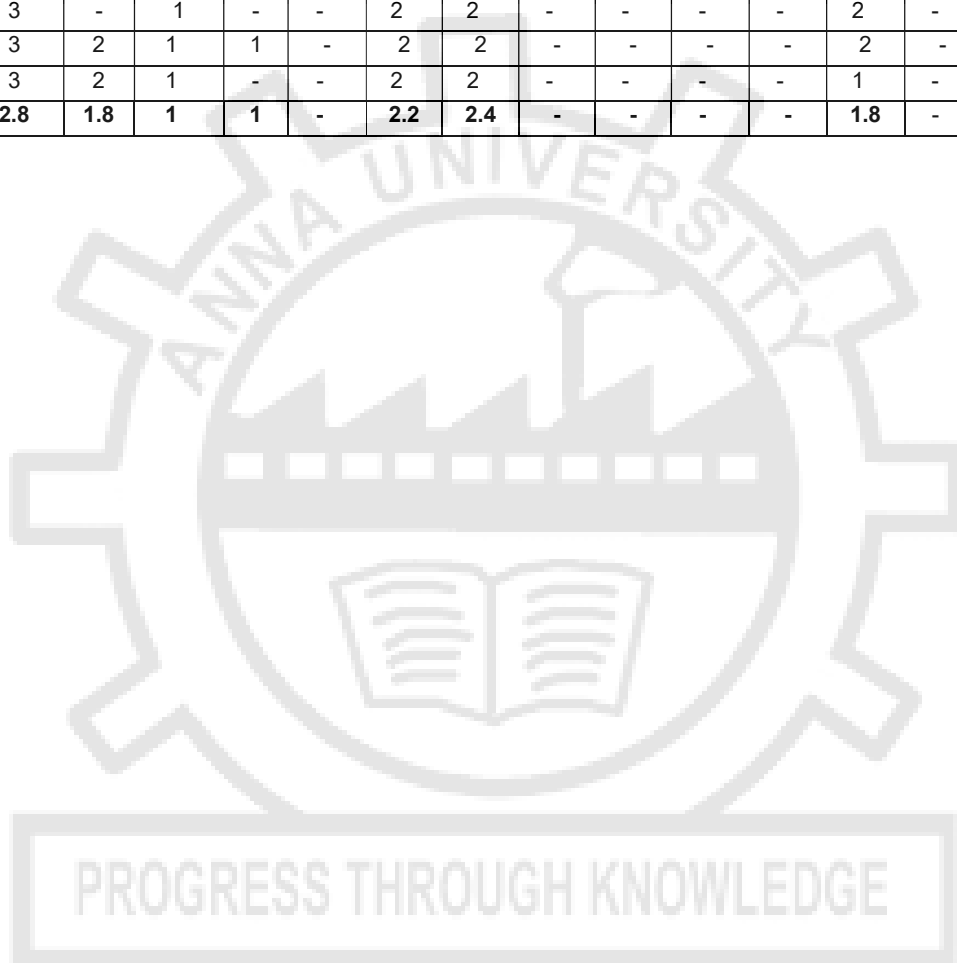 3 - 1 - - 2 2 - - - - 2 -
3 2 1 1 - 2 2 - - - - 2 -
3 2 1 - - 2 2 - - - - 1 -
2.8 1.8 1 1 - 2.2 2.4 - - - - 1.8 -
ANNA UNIVERSITY
PROGRESS THROUGH KNOWLEDGE